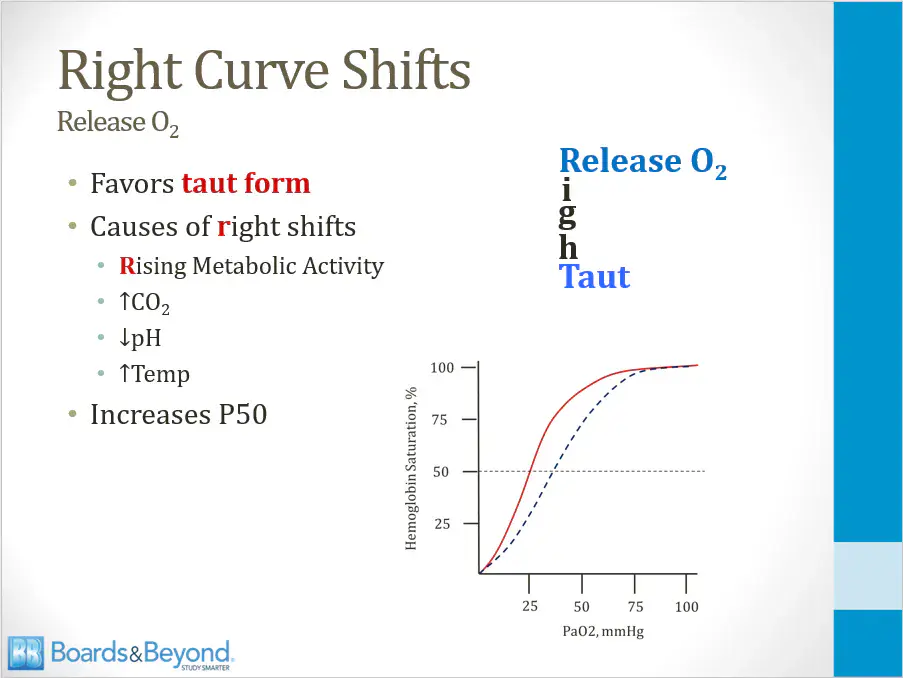 Right Curve Shifts
Release O₂
• Favors taut form
• Causes of right shifts
• Rising Metabolic Activity
• ↑CO₂
• ↓pH
• ↑Temp
• Increases P50
Release O₂
i
g
h
Taut
100
75
50
25
Hemoglobin Saturation, %
25 50 75 100
PaO2, mmHg
BB Boards&Beyond®
STUDY SMARTER